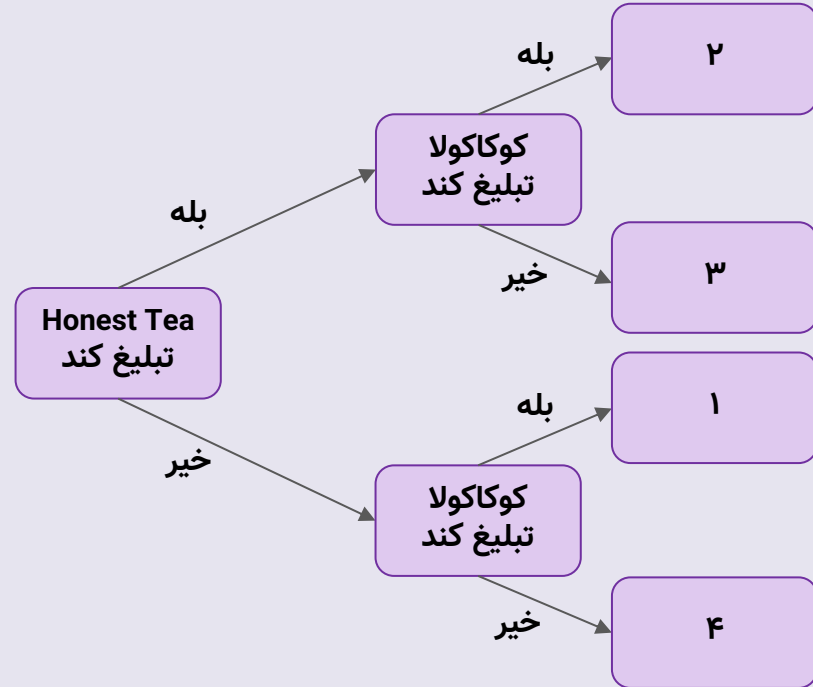 ۲
بله
کوکاکولا
تبلیغ کند
بله
خیر
۳
Honest Tea
تبلیغ کند
۱
بله
خیر
کوکاکولا
تبلیغ کند
خیر
۴